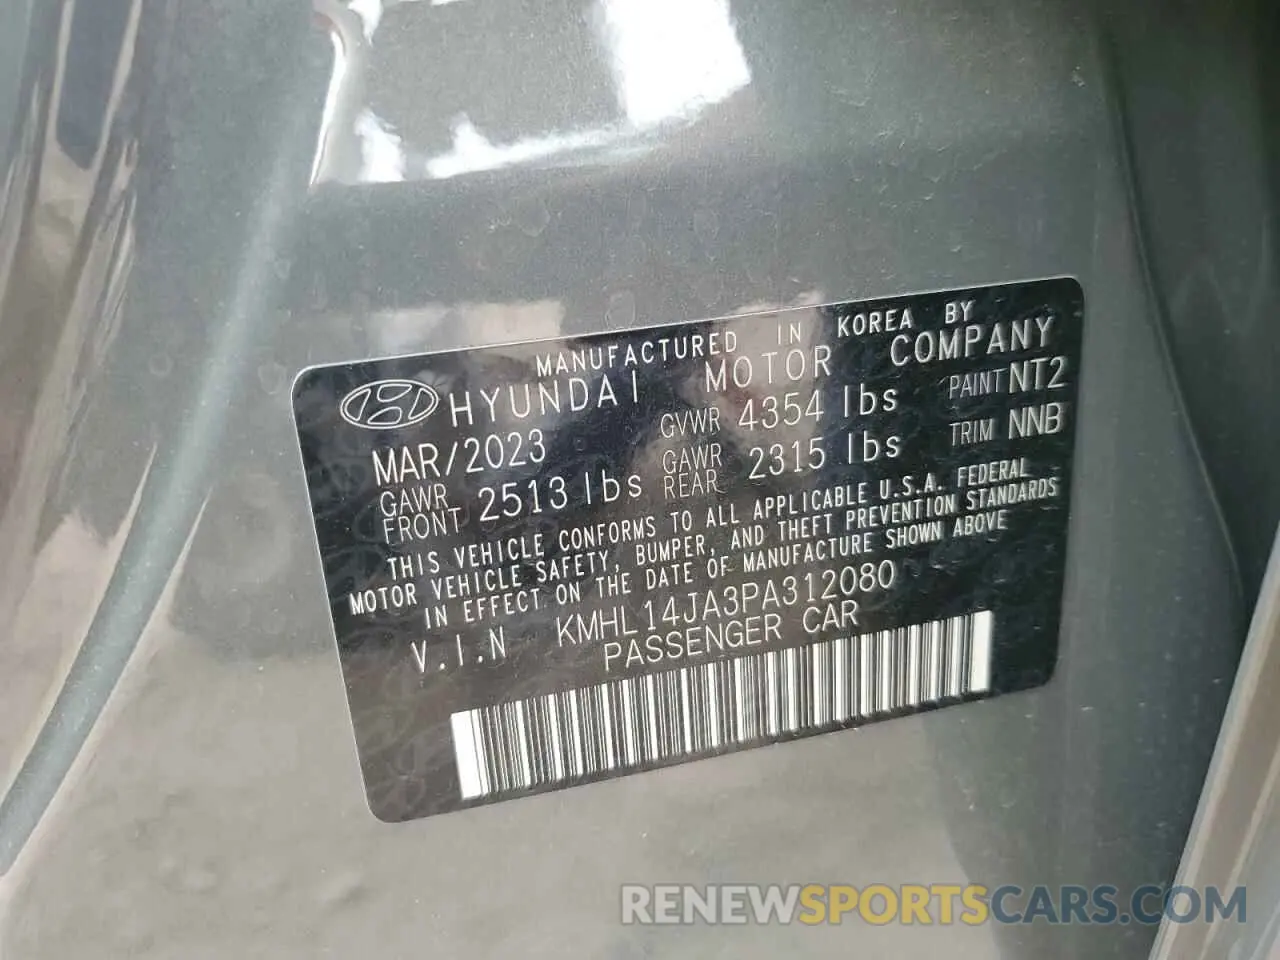 MANUFACTURED IN KOREA BY
HYUNDAI MOTOR COMPANY
MAR/2023 GVWR 4354 lbs PAINT NT2
GAWR FRONT 2513 lbs GAWR REAR 2315 lbs TRIM NNB
THIS VEHICLE CONFORMS TO ALL APPLICABLE U.S.A. FEDERAL
MOTOR VEHICLE SAFETY, BUMPER, AND THEFT PREVENTION STANDARDS
IN EFFECT ON THE DATE OF MANUFACTURE SHOWN ABOVE
V.I.N KMHL14JA3PA312080
PASSENGER CAR
RENEWSPORTSCARS.COM